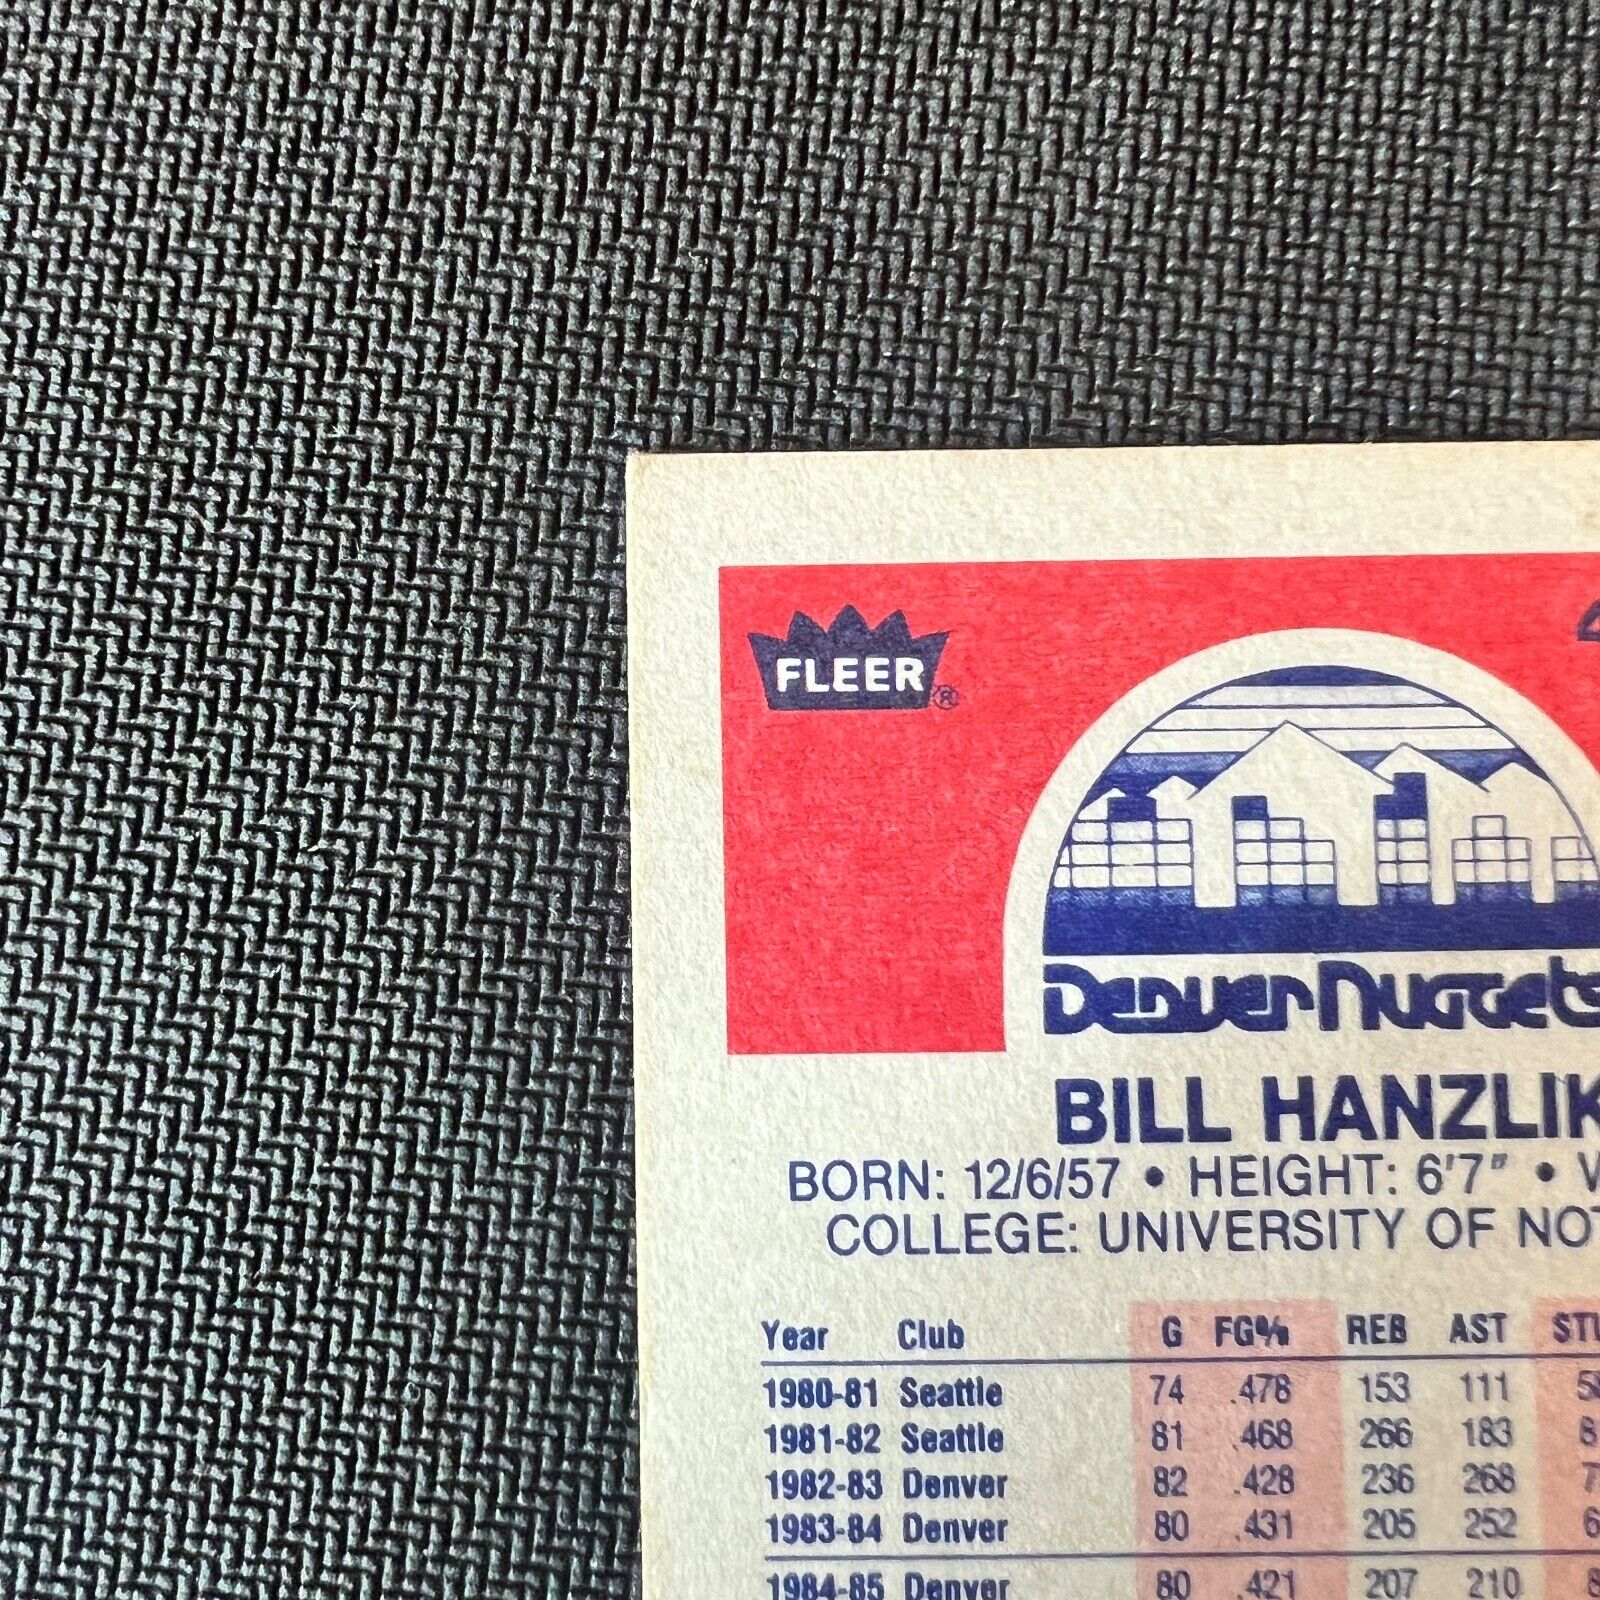 FLEER ®
Denver Nuggets
BILL HANZLIK
BORN: 12/6/57 • HEIGHT: 6'7" •
COLLEGE: UNIVERSITY OF
Year Club G FG% REB AST
1980-81 Seattle 74 .478 153 111
1981-82 Seattle 81 .468 266 183
1982-83 Denver 82 .428 236 268
1983-84 Denver 80 .431 205 252
1984-85 Denver 80 .421 207 210